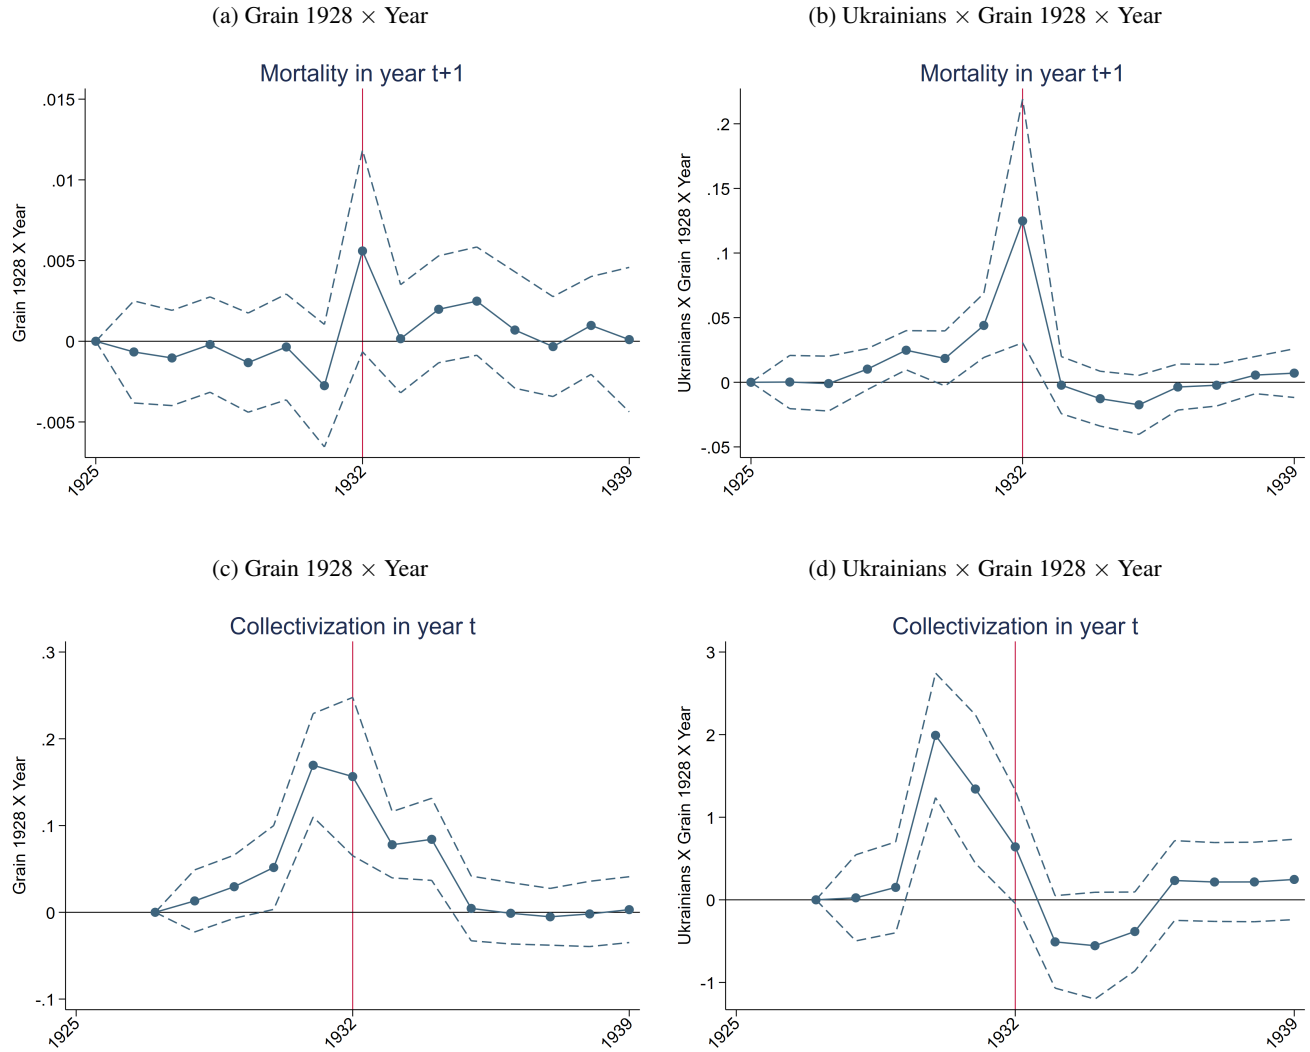 (a) Grain 1928 × Year
Mortality in year t+1
Grain 1928 X Year
.015
.01
.005
0
-.005
1925
1932
1939
(b) Ukrainians × Grain 1928 × Year
Mortality in year t+1
Ukrainians X Grain 1928 X Year
.2
.15
.1
.05
0
-.05
1925
1932
1939
(c) Grain 1928 × Year
Collectivization in year t
Grain 1928 X Year
.3
.2
.1
0
-.1
1925
1932
1939
(d) Ukrainians × Grain 1928 × Year
Collectivization in year t
Ukrainians X Grain 1928 X Year
3
2
1
0
-1
1925
1932
1939